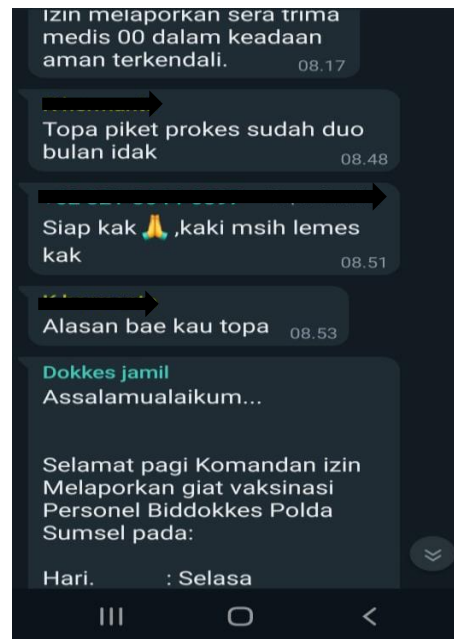 Izin melaporkan sera trima
medis 00 dalam keadaan
aman terkendali.
08.17
Topa piket prokes sudah duo
bulan idak
08.48
Siap kak 🙏 ,kaki msih lemes
kak
08.51
Alasan bae kau topa 08.53
Dokkes jamil
Assalamualaikum...
Selamat pagi Komandan izin
Melaporkan giat vaksinasi
Personel Biddokkes Polda
Sumsel pada:
Hari. : Selasa